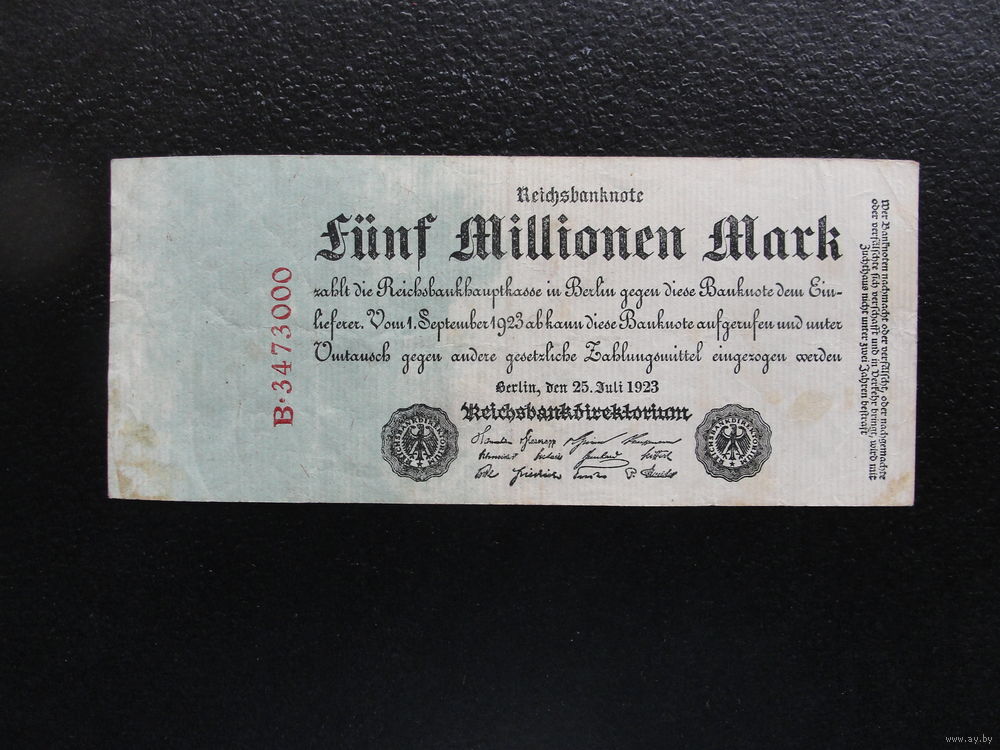 Reichsbanknote
Fünf Millionen Mark
zahlt die Reichsbankhauptkasse in Berlin gegen diese Banknote dem Ein-
lieferer. Vom 1. September 1923 ab kann diese Banknote aufgerufen und unter
Umtausch gegen andere gesetzliche Zahlungsmittel eingezogen werden
Berlin, den 25. Juli 1923
Reichsbankdirektorium
REICHSBANKDIREKTORIUM
REICHSBANKDIREKTORIUM
B·3473000
Wer Banknoten nachmacht oder verfälscht, oder nachgemachte
oder verfälschte sich verschafft und in Verkehr bringt, wird mit
Zuchthaus nicht unter zwei Jahren bestraft
www.ay.by